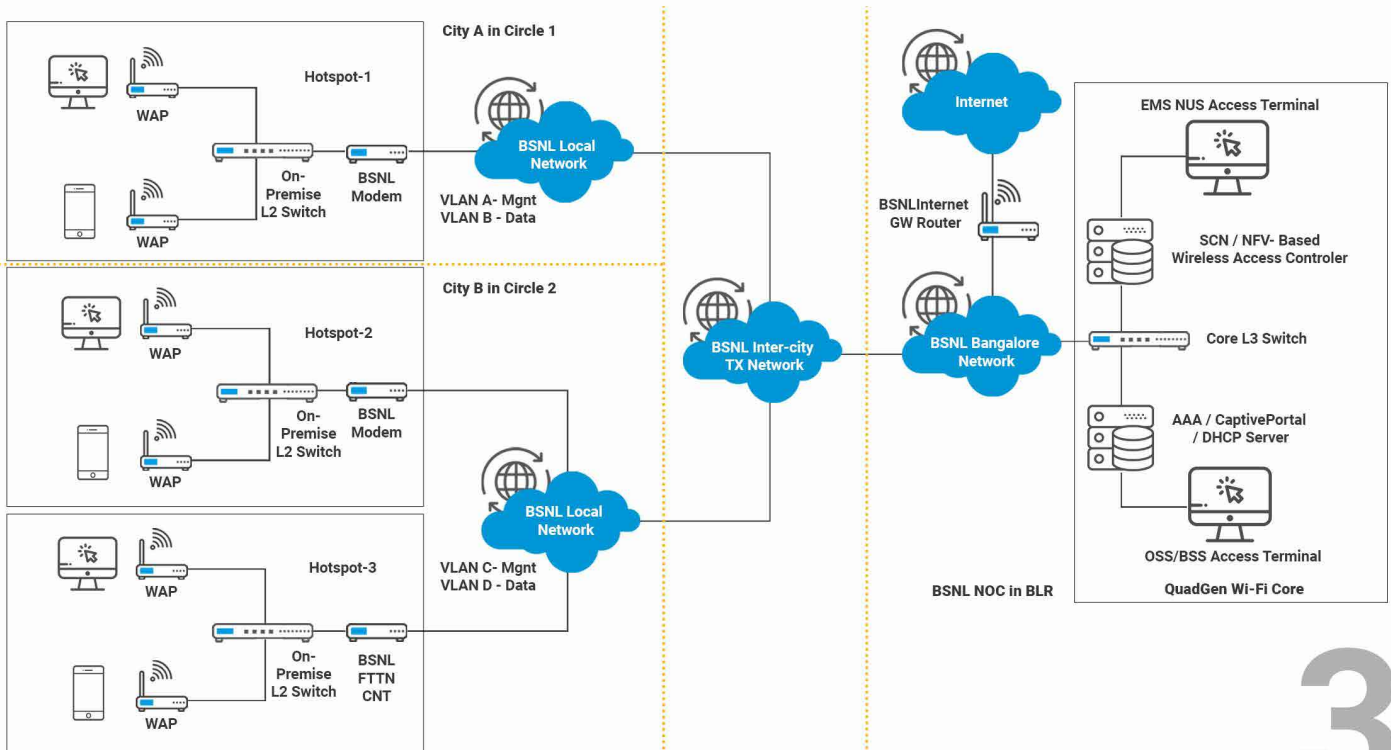 City A in Circle 1
Hotspot-1
WAP
WAP
On-
Premise
L2 Switch
BSNL
Modem
BSNL Local
Network
VLAN A- Mgnt
VLAN B - Data
City B in Circle 2
Hotspot-2
WAP
WAP
On-
Premise
L2 Switch
BSNL
Modem
Hotspot-3
WAP
WAP
On-
Premise
L2 Switch
BSNL
FTTN
CNT
BSNL Local
Network
VLAN C- Mgnt
VLAN D - Data
BSNL Inter-city
TX Network
Internet
BSNLInternet
GW Router
BSNL Bangalore
Network
BSNL NOC in BLR
EMS NUS Access Terminal
SCN / NFV- Based
Wireless Access Controler
Core L3 Switch
AAA / CaptivePortal
/ DHCP Server
OSS/BSS Access Terminal
QuadGen Wi-Fi Core
3